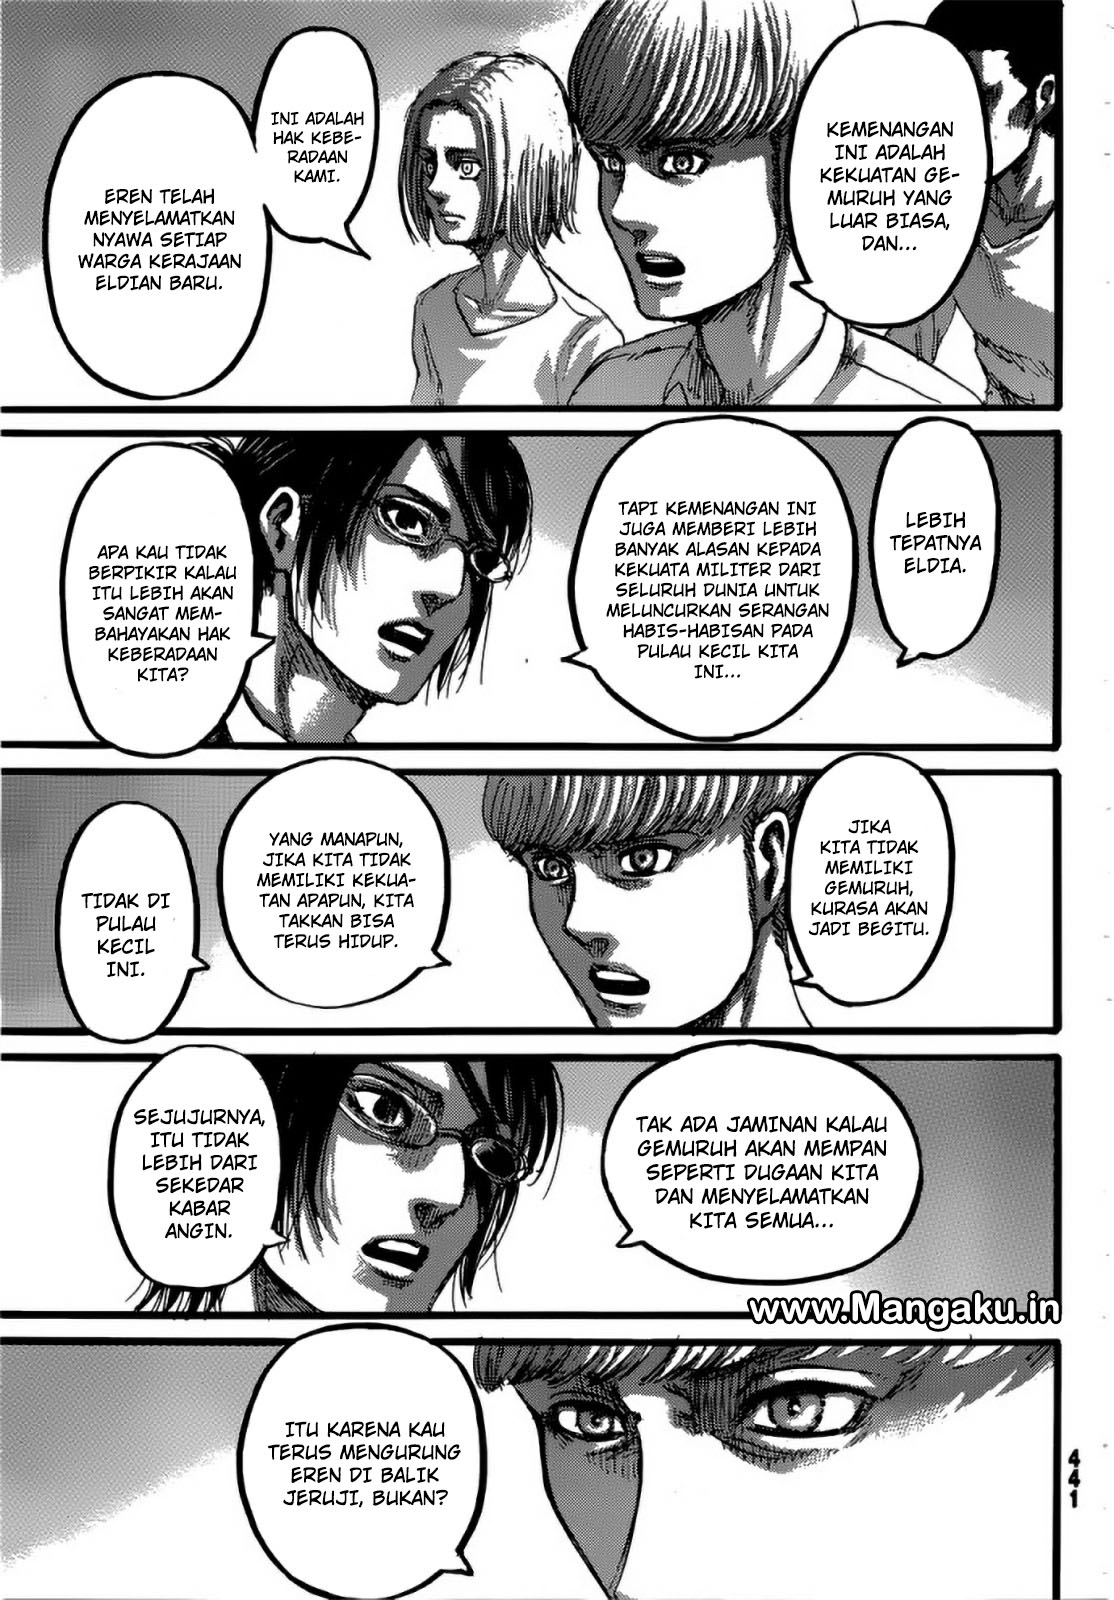 KEMENANGAN
INI ADALAH
KEKUATAN GE-
MURUH YANG
LUAR BIASA,
DAN...
INI ADALAH
HAK KEBE-
RADAAN
KAMI.
EREN TELAH
MENYELAMATKAN
NYAWA SETIAP
WARGA KERAJAAN
ELDIAN BARU.
LEBIH
TEPATNYA
ELDIA.
TAPI KEMENANGAN INI
JUGA MEMBERI LEBIH
BANYAK ALASAN KEPADA
KEKUATA MILITER DARI
SELURUH DUNIA UNTUK
MELUNCURKAN SERANGAN
HABIS-HABISAN PADA
PULAU KECIL KITA
INI...
APA KAU TIDAK
BERPIKIR KALAU
ITU LEBIH AKAN
SANGAT MEM-
BAHAYAKAN HAK
KEBERADAAN
KITA?
JIKA
KITA TIDAK
MEMILIKI
GEMURUH,
KURASA AKAN
JADI BEGITU.
YANG MANAPUN,
JIKA KITA TIDAK
MEMILIKI KEKUA-
TAN APAPUN, KITA
TAKKAN BISA
TERUS HIDUP.
TIDAK DI
PULAU
KECIL
INI.
TAK ADA JAMINAN KALAU
GEMURUH AKAN MEMPAN
SEPERTI DUGAAN KITA
DAN MENYELAMATKAN
KITA SEMUA...
SEJUJURNYA,
ITU TIDAK
LEBIH DARI
SEKEDAR
KABAR
ANGIN.
www.Mangaku.in
ITU KARENA KAU
TERUS MENGURUNG
EREN DI BALIK
JERUJI, BUKAN?
441